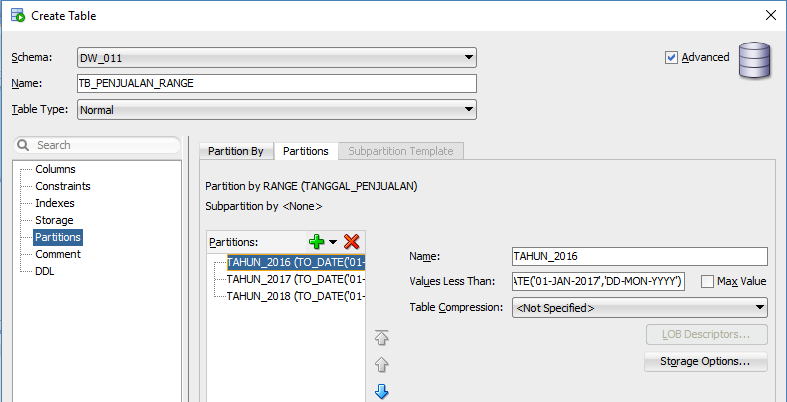 Create Table
Schema: DW_011 Advanced
Name: TB_PENJUALAN_RANGE
Table Type: Normal
Search
Columns
Constraints
Indexes
Storage
Partitions
Comment
DDL
Partition By Partitions Subpartition Template
Partition by RANGE (TANGGAL_PENJUALAN)
Subpartition by <None>
Partitions:
TAHUN_2016 (TO_DATE('01-
TAHUN_2017 (TO_DATE('01-
TAHUN_2018 (TO_DATE('01-
Name: TAHUN_2016
Values Less Than: ATE('01-JAN-2017','DD-MON-YYYY') Max Value
Table Compression: <Not Specified>
LOB Descriptors...
Storage Options...